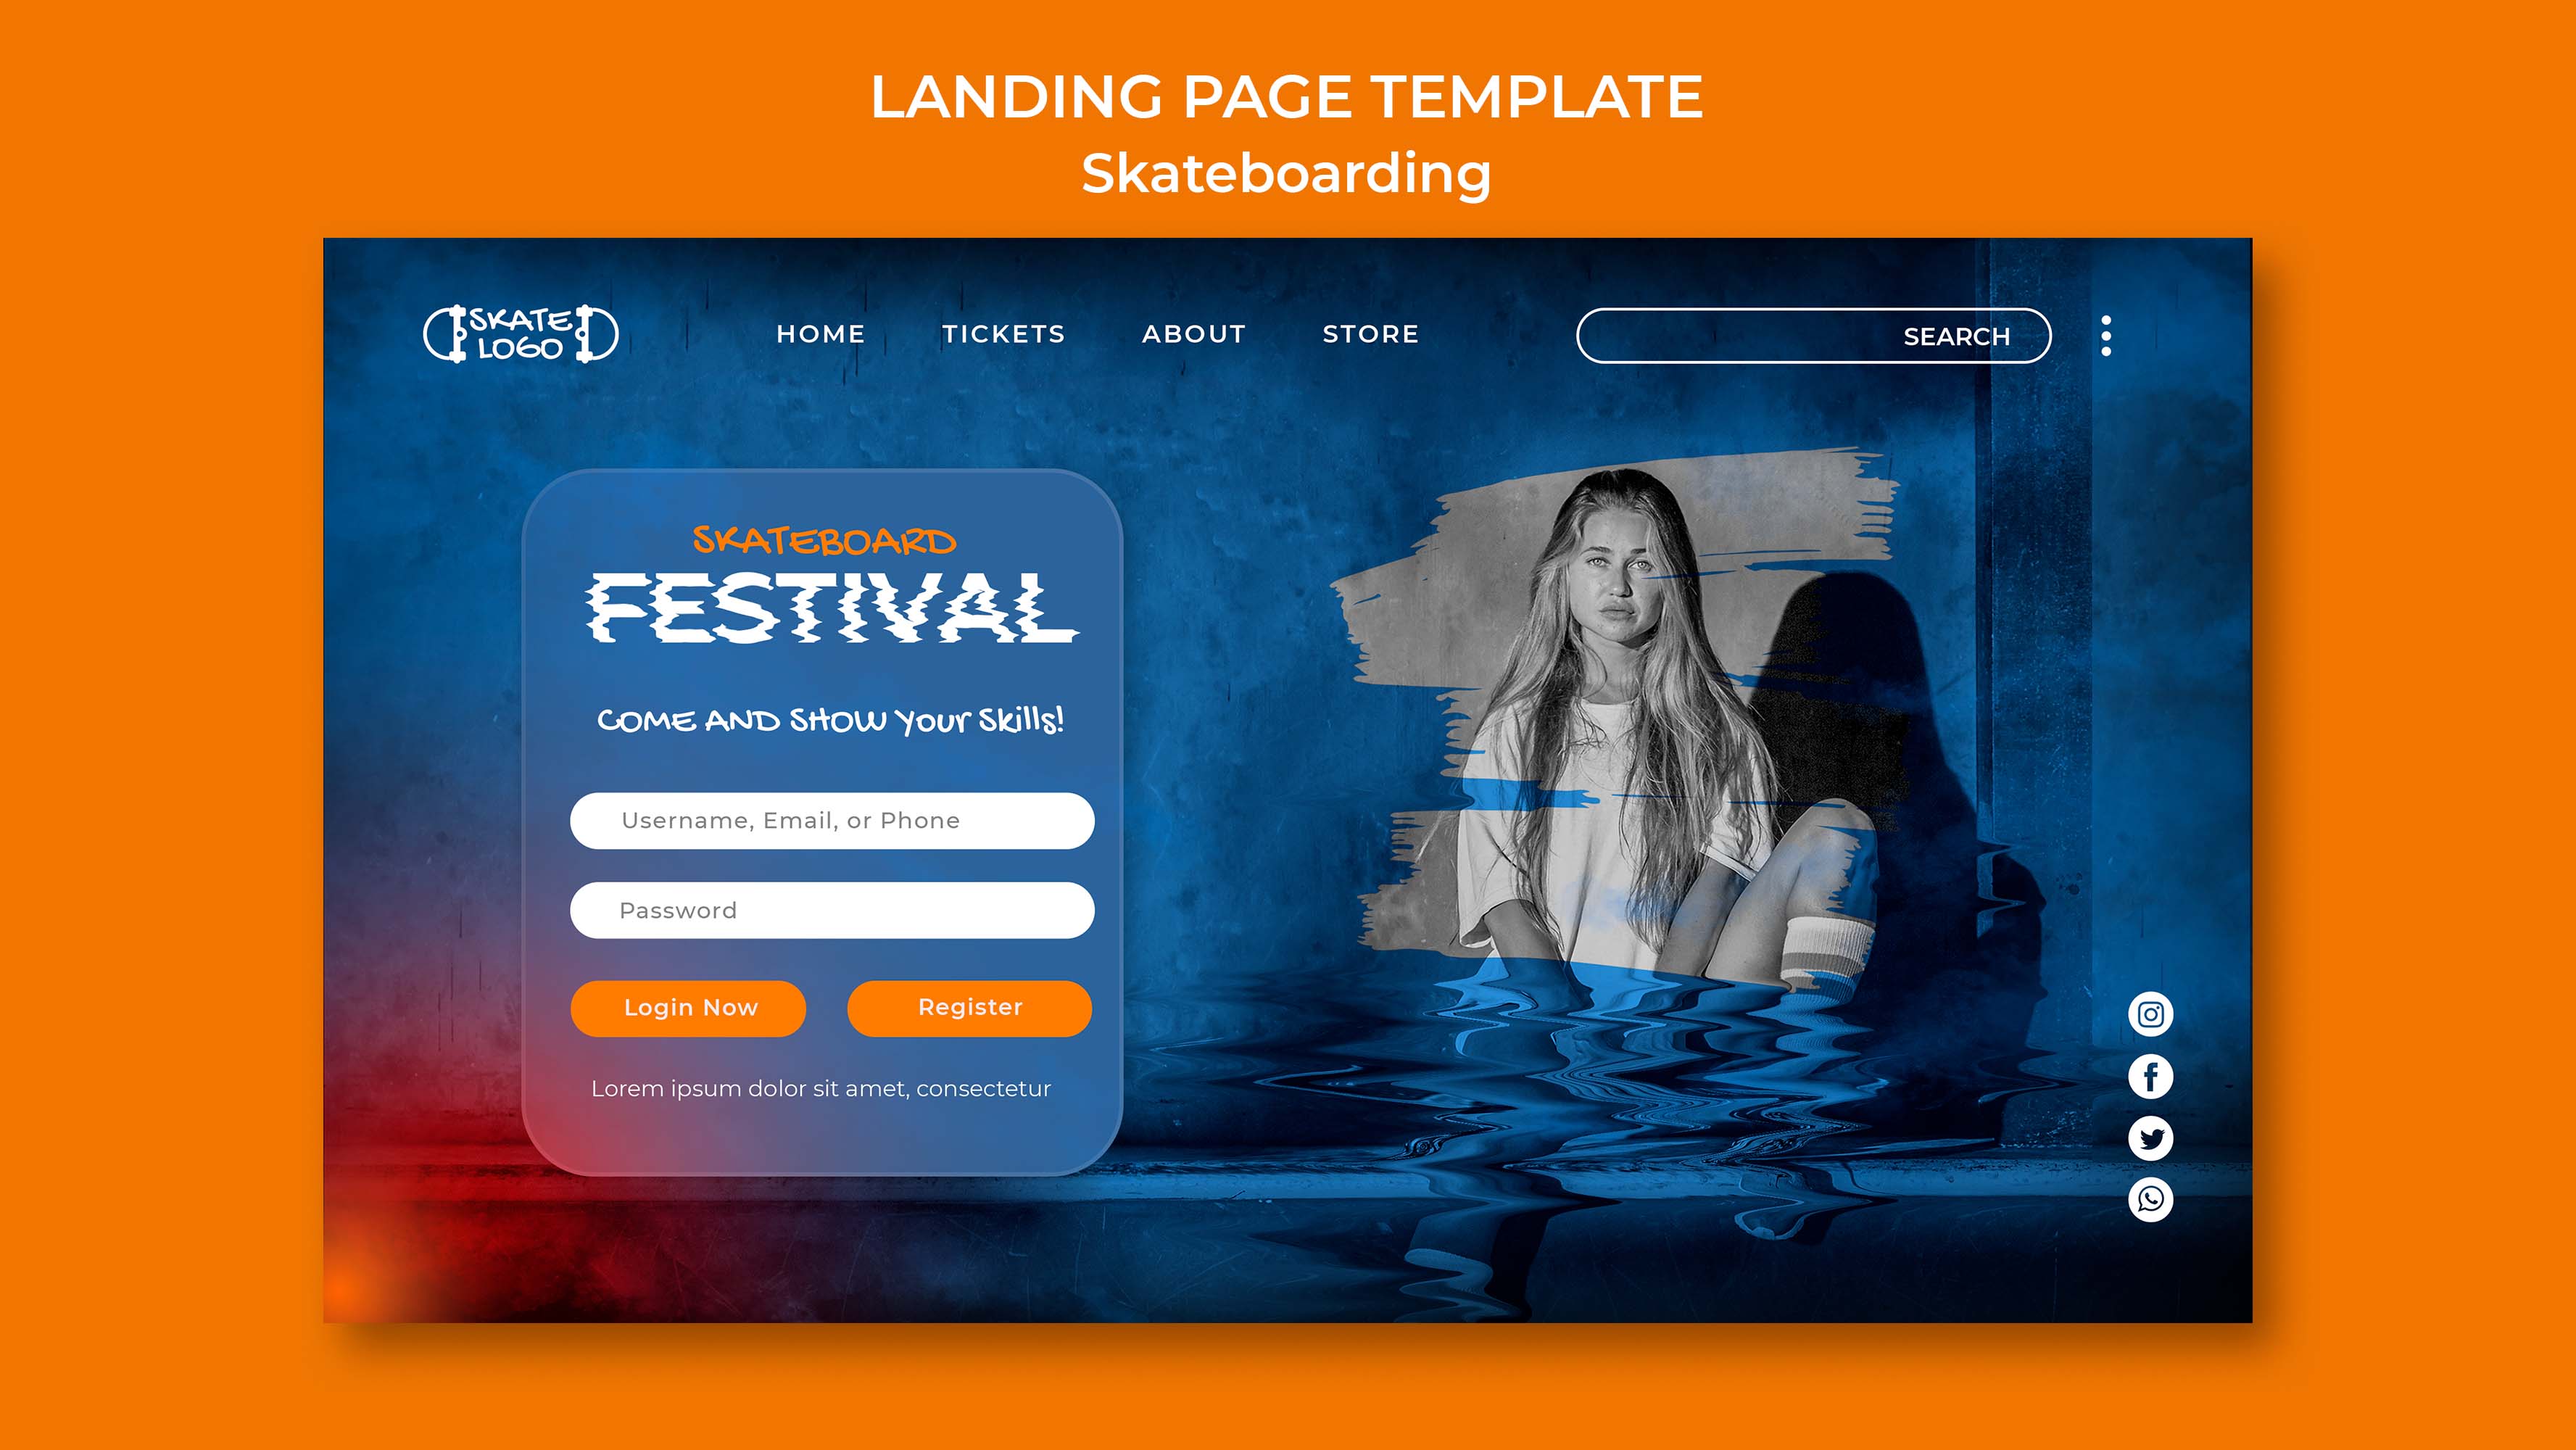 LANDING PAGE TEMPLATE
Skateboarding
SKATE
LOGO
HOME TICKETS ABOUT STORE SEARCH
SKATEBOARD
FESTIVAL
COME AND SHOW Your Skills!
Username, Email, or Phone
Password
Login Now Register
Lorem ipsum dolor sit amet, consectetur